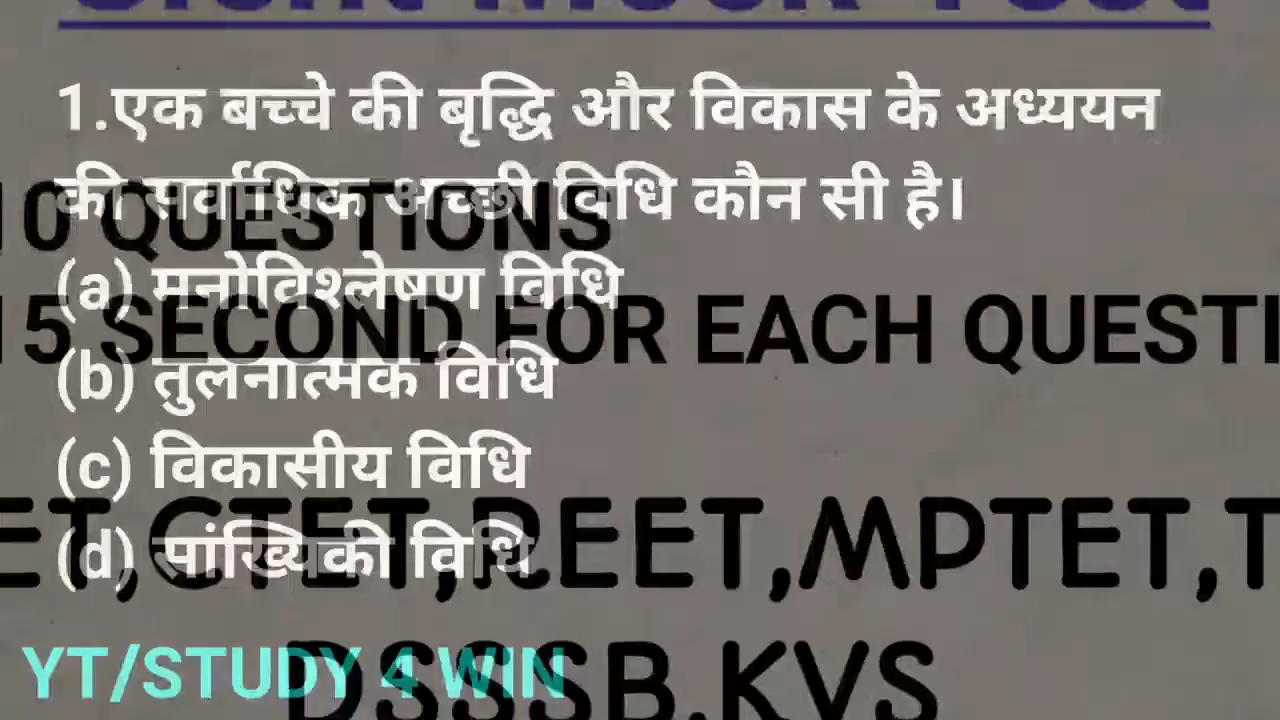 1.एक बच्चे की बृद्धि और विकास के अध्ययन
की सर्वाधिक अच्छी विधि कौन सी है।
10 QUESTIONS
(a) मनोविश्लेषण विधि
15 SECOND FOR EACH QUESTI
(b) तुलनात्मक विधि
(c) विकासीय विधि
ET,CTET,REET,MPTET,T
(d) सांख्यिकी विधि
YT/STUDY 4 WIN
DSSSB,KVS